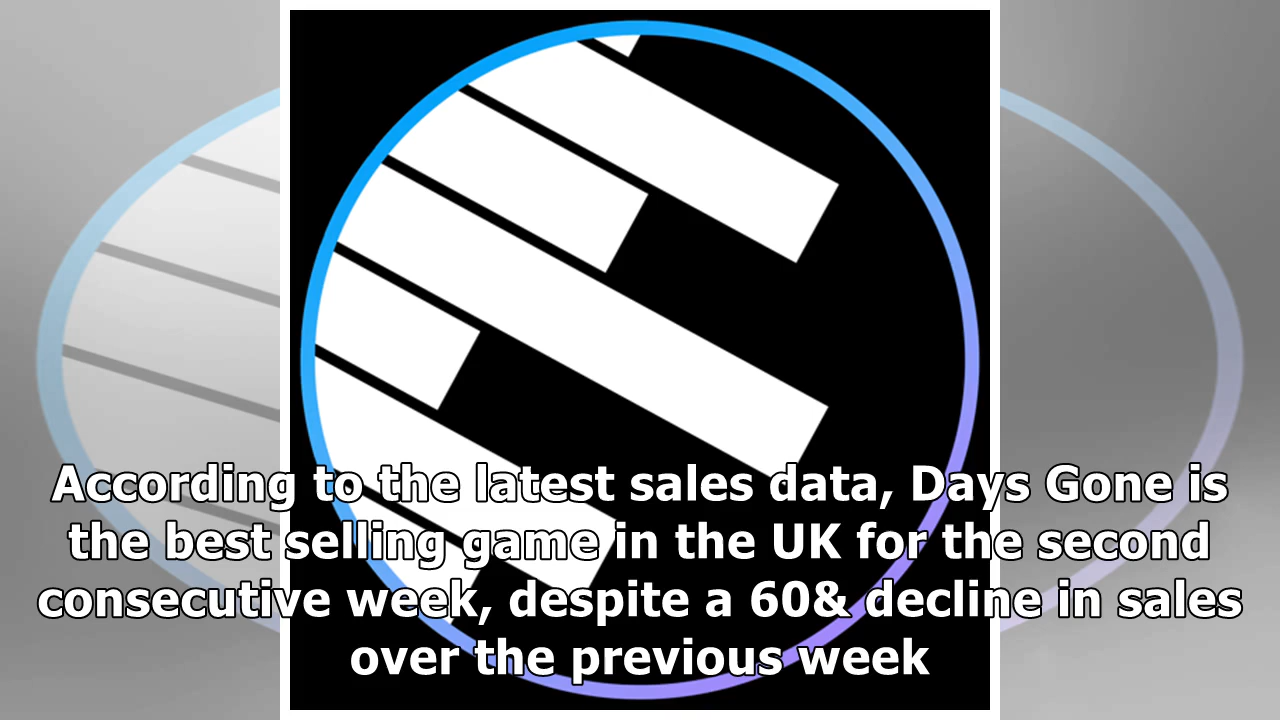 According to the latest sales data, Days Gone is
the best selling game in the UK for the second
consecutive week, despite a 60& decline in sales
over the previous week